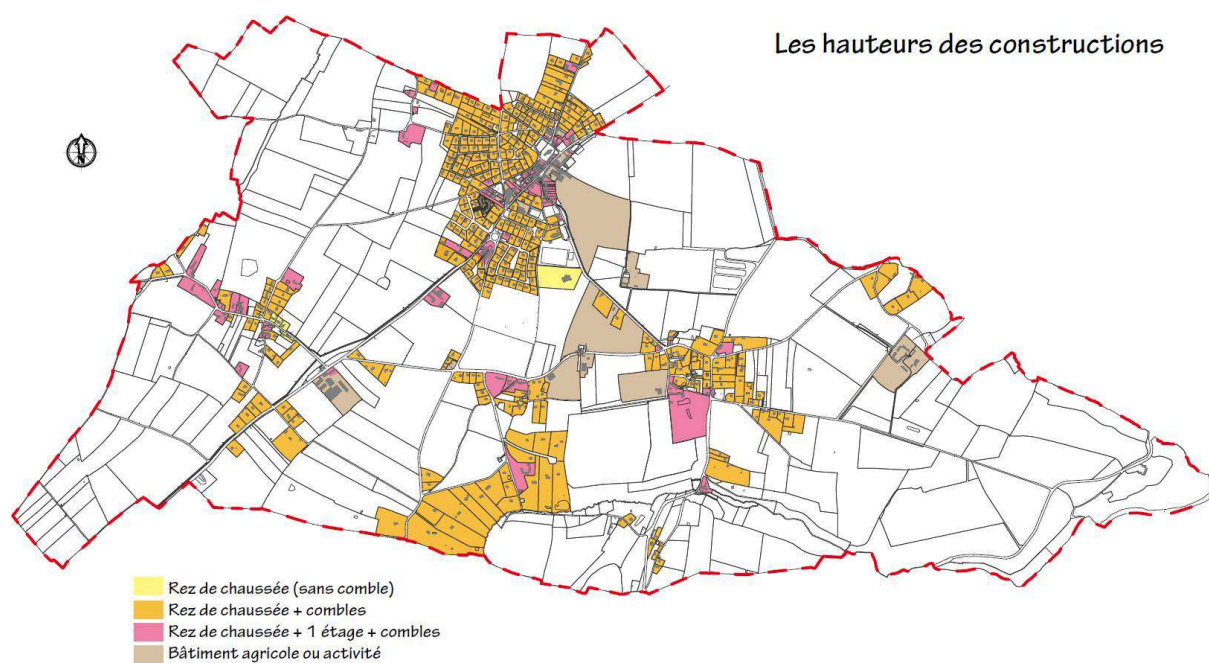 Les hauteurs des constructions
N
Rez de chaussée (sans comble)
Rez de chaussée + combles
Rez de chaussée + 1 étage + combles
Bâtiment agricole ou activité